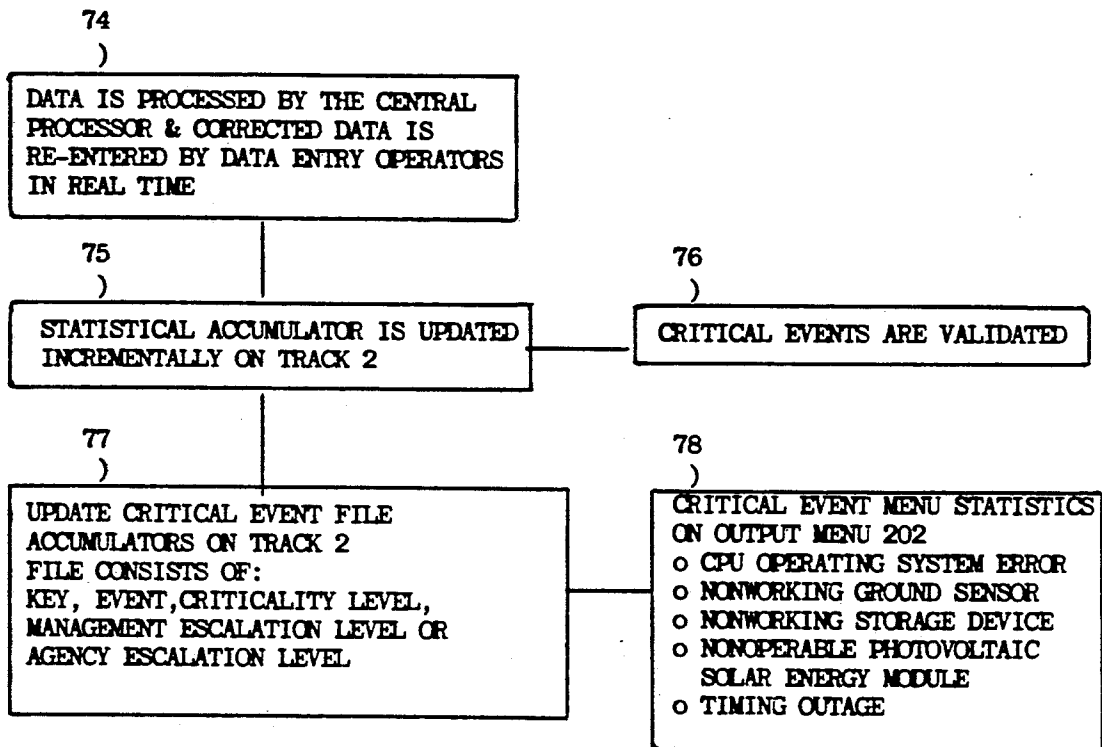 74
)
DATA IS PROCESSED BY THE CENTRAL
PROCESSOR & CORRECTED DATA IS
RE-ENTERED BY DATA ENTRY OPERATORS
IN REAL TIME
75
)
STATISTICAL ACCUMULATOR IS UPDATED
INCREMENTALLY ON TRACK 2
76
)
CRITICAL EVENTS ARE VALIDATED
77
)
UPDATE CRITICAL EVENT FILE
ACCUMULATORS ON TRACK 2
FILE CONSISTS OF:
KEY, EVENT,CRITICALITY LEVEL,
MANAGEMENT ESCALATION LEVEL OR
AGENCY ESCALATION LEVEL
78
)
CRITICAL EVENT MENU STATISTICS
ON OUTPUT MENU 202
o CPU OPERATING SYSTEM ERROR
o NONWORKING GROUND SENSOR
o NONWORKING STORAGE DEVICE
o NONOPERABLE PHOTOVOLTAIC
SOLAR ENERGY MODULE
o TIMING OUTAGE